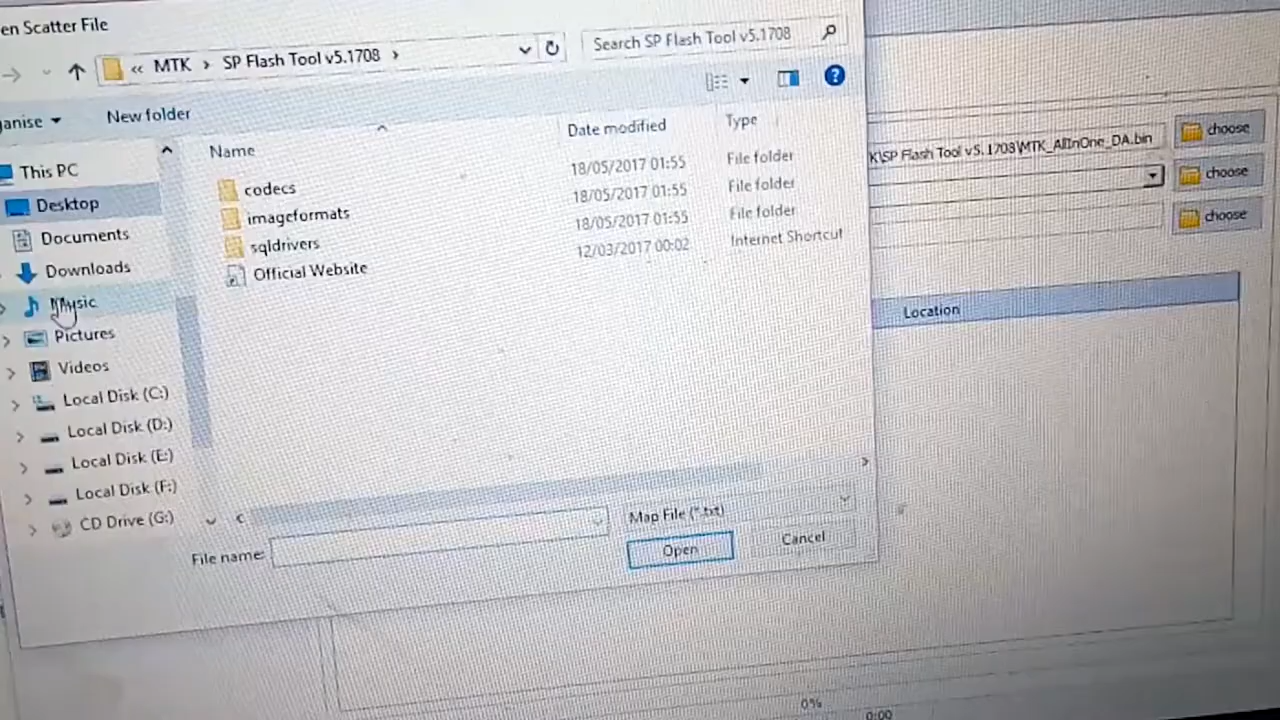 en Scatter File
« MTK > SP Flash Tool v5.1708 >
Search SP Flash Tool v5.1708
anise
New folder
Name
Date modified
Type
codecs
18/05/2017 01:55
File folder
imageformats
18/05/2017 01:55
File folder
sqldrivers
18/05/2017 01:55
File folder
Official Website
12/03/2017 00:02
Internet Shortcut
This PC
Desktop
Documents
Downloads
Music
Pictures
Videos
Local Disk (C:)
Local Disk (D:)
Local Disk (E:)
Local Disk (F:)
CD Drive (G:)
File name:
Map File (*.txt)
Open
Cancel
K\SP Flash Tool v5.1708\MTK_AllInOne_DA.bin
choose
choose
choose
Location
0%
0:00